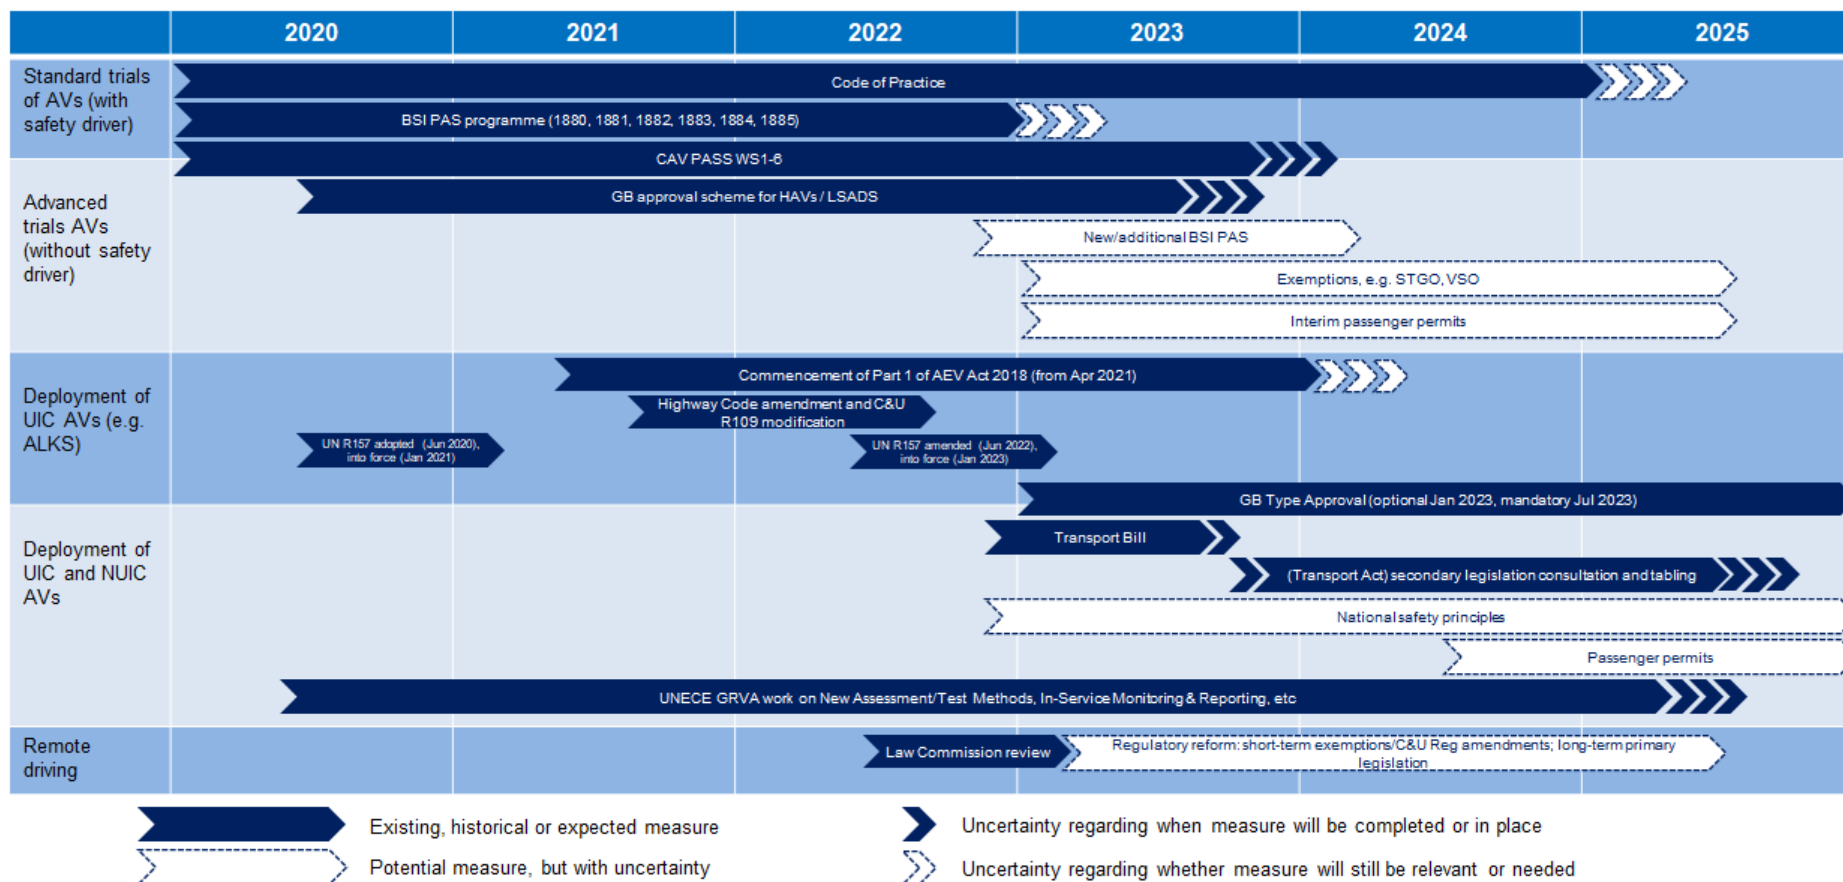 2020 2021 2022 2023 2024 2025
Standard trials
of AVs (with
safety driver)
Code of Practice
BSI PAS programme (1880, 1881, 1882, 1883, 1884, 1885)
CAV PASS WS1-6
Advanced
trials AVs
(without safety
driver)
GB approval scheme for HAVs / LSADS
New/additional BSI PAS
Exemptions, e.g. STGO, VSO
Interim passenger permits
Deployment of
UIC AVs (e.g.
ALKS)
Commencement of Part 1 of AEV Act 2018 (from Apr 2021)
Highway Code amendment and C&U
R109 modification
UN R157 adopted (Jun 2020),
into force (Jan 2021)
UN R157 amended (Jun 2022),
into force (Jan 2023)
GB Type Approval (optional Jan 2023, mandatory Jul 2023)
Deployment of
UIC and NUIC
AVs
Transport Bill
(Transport Act) secondary legislation consultation and tabling
National safety principles
Passenger permits
UNECE GRVA work on New Assessment/Test Methods, In-Service Monitoring & Reporting, etc
Remote
driving
Law Commission review
Regulatory reform: short-term exemptions/C&U Reg amendments; long-term primary
legislation
Existing, historical or expected measure
Uncertainty regarding when measure will be completed or in place
Potential measure, but with uncertainty
Uncertainty regarding whether measure will still be relevant or needed